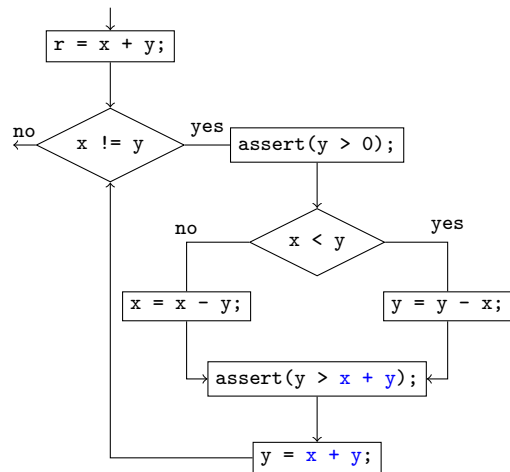 r = x + y;
no
x != y
yes
assert(y > 0);
no
x < y
yes
x = x - y;
y = y - x;
assert(y > x + y);
y = x + y;